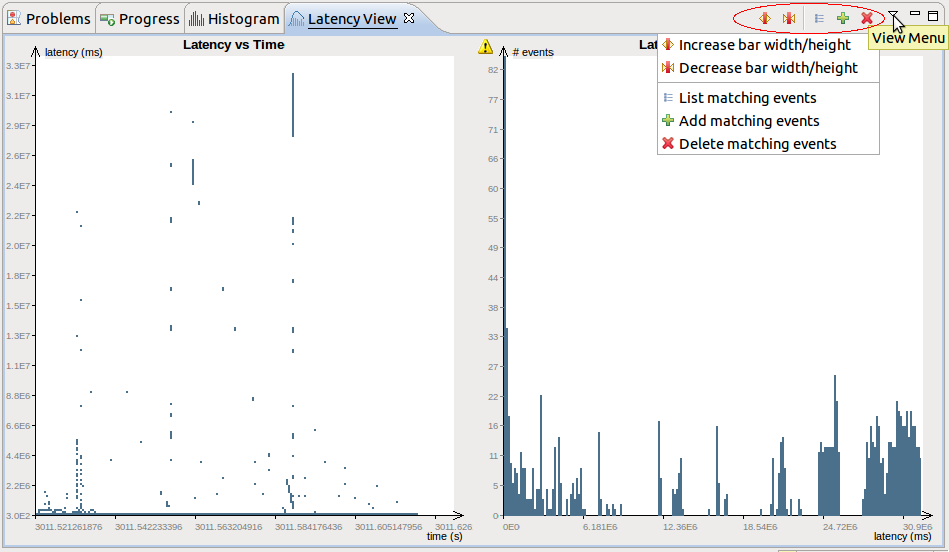 Problems Progress Histogram Latency View
View Menu
Latency vs Time
latency (ms)
3.3E7
3.1E7
2.9E7
2.6E7
2.4E7
2.2E7
2.0E7
1.8E7
1.5E7
1.3E7
1.1E7
8.8E6
6.6E6
4.4E6
2.2E6
3.0E2
3011.521261876 3011.542233396 3011.563204916 3011.584176436 3011.605147956 3011.626
time (s)
Lat
# events
82
77
71
66
60
55
49
44
38
33
27
22
16
11
5
0
0E0 6.181E6 12.36E6 18.54E6 24.72E6 30.9E6
latency (ms)
Increase bar width/height
Decrease bar width/height
List matching events
Add matching events
Delete matching events